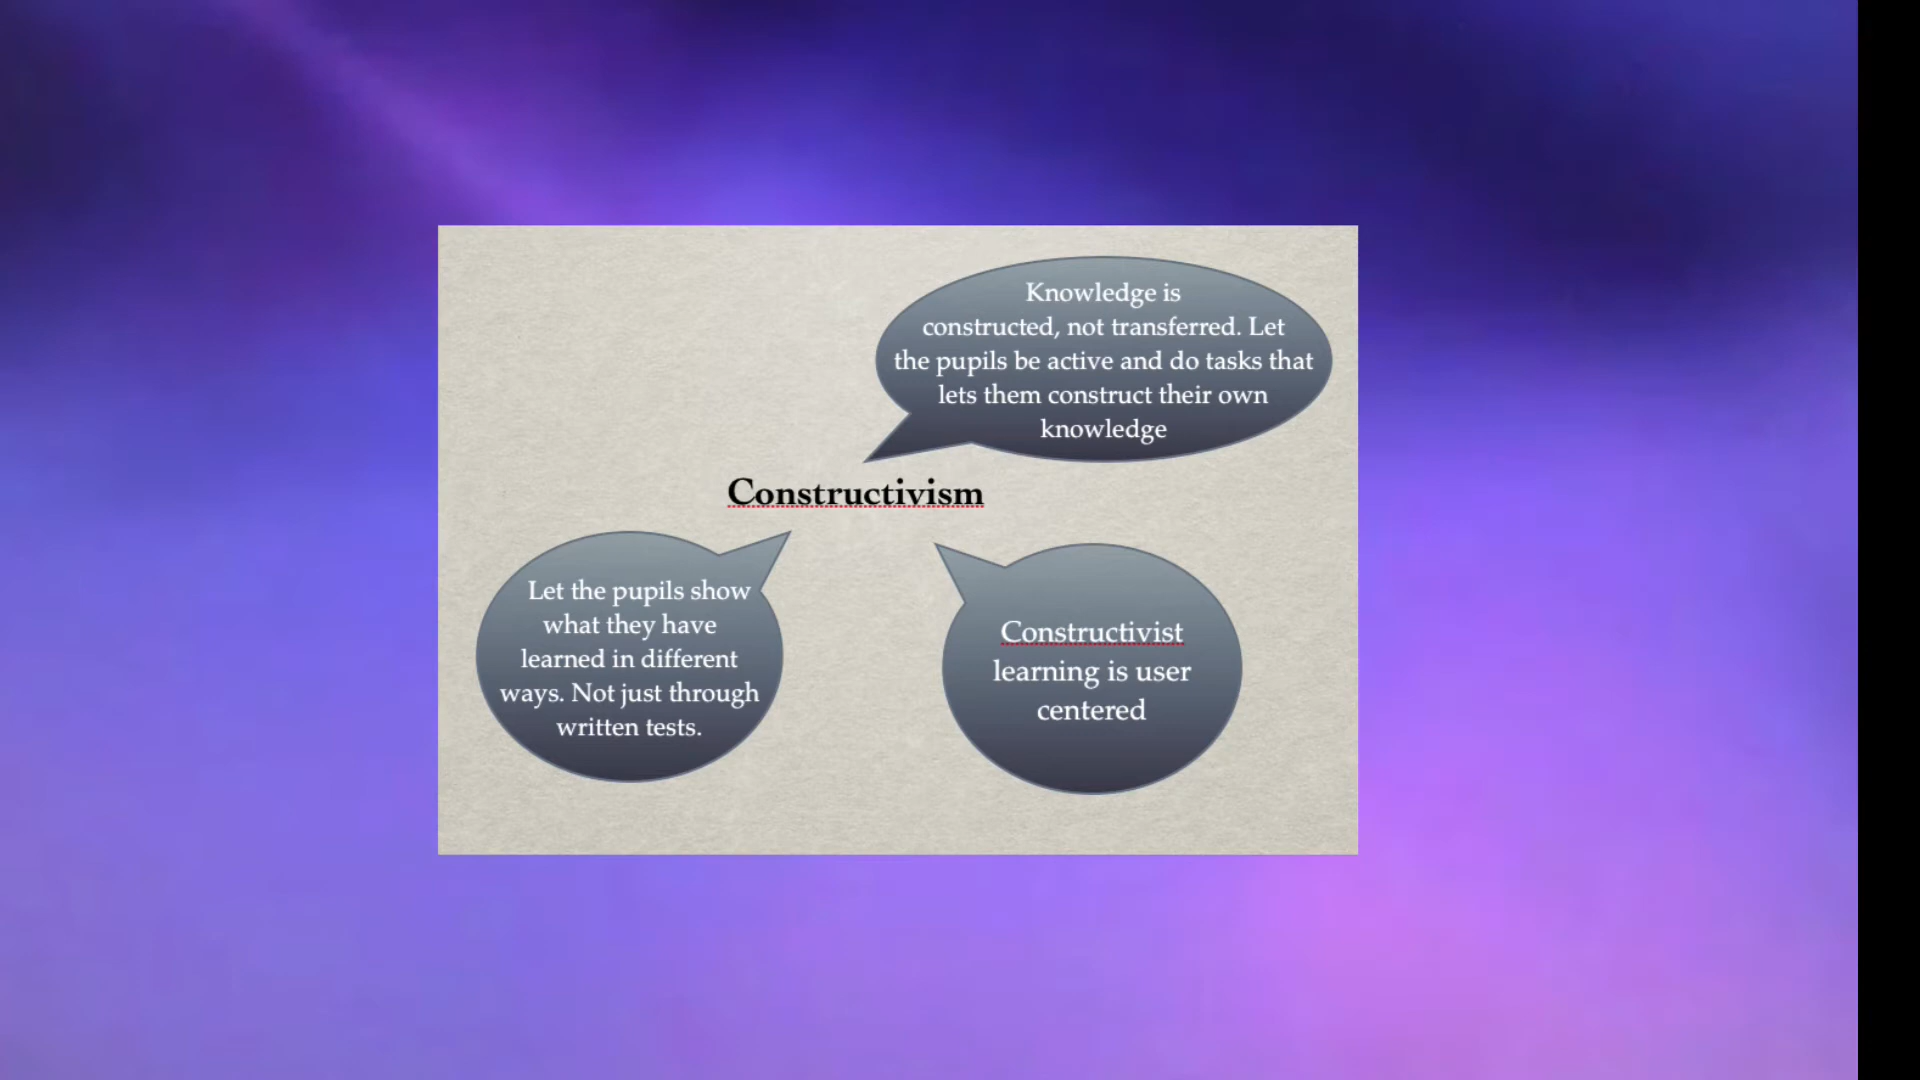 Knowledge is
constructed, not transferred. Let
the pupils be active and do tasks that
lets them construct their own
knowledge
Constructivism
Let the pupils show
what they have
learned in different
ways. Not just through
written tests.
Constructivist
learning is user
centered